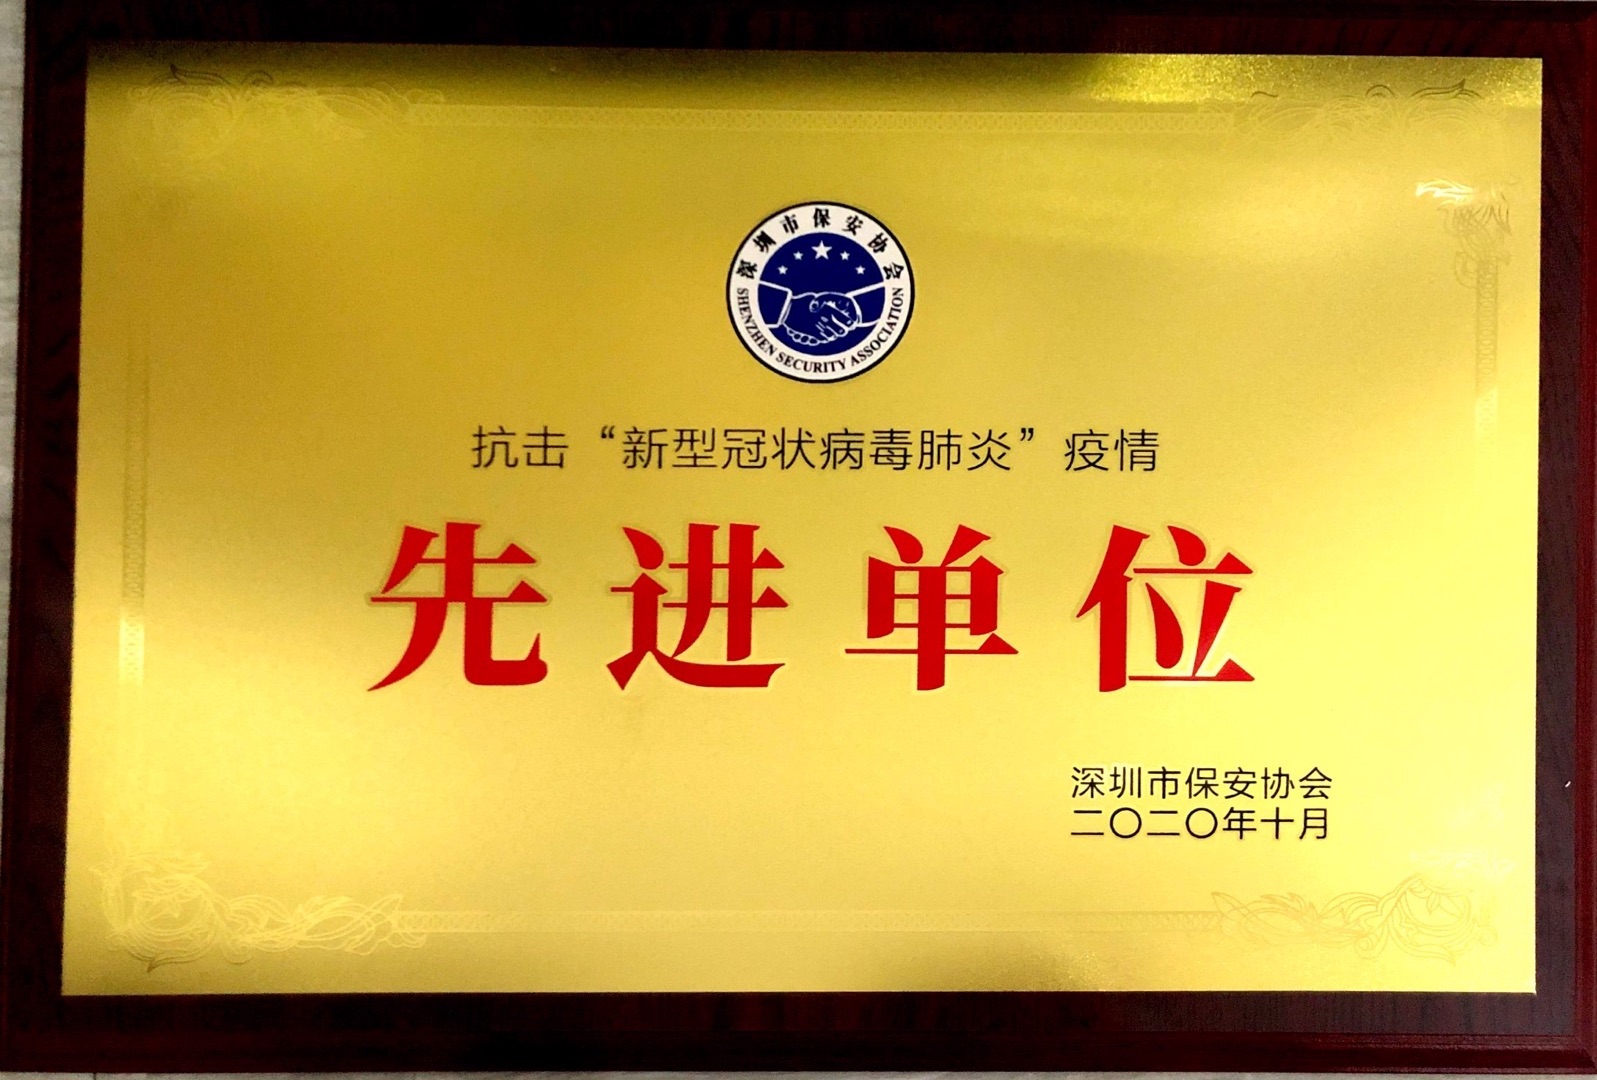 深圳市保安协会
SHENZHEN SECURITY ASSOCIATION
抗击“新型冠状病毒肺炎”疫情
先进单位
深圳市保安协会
二〇二〇年十月